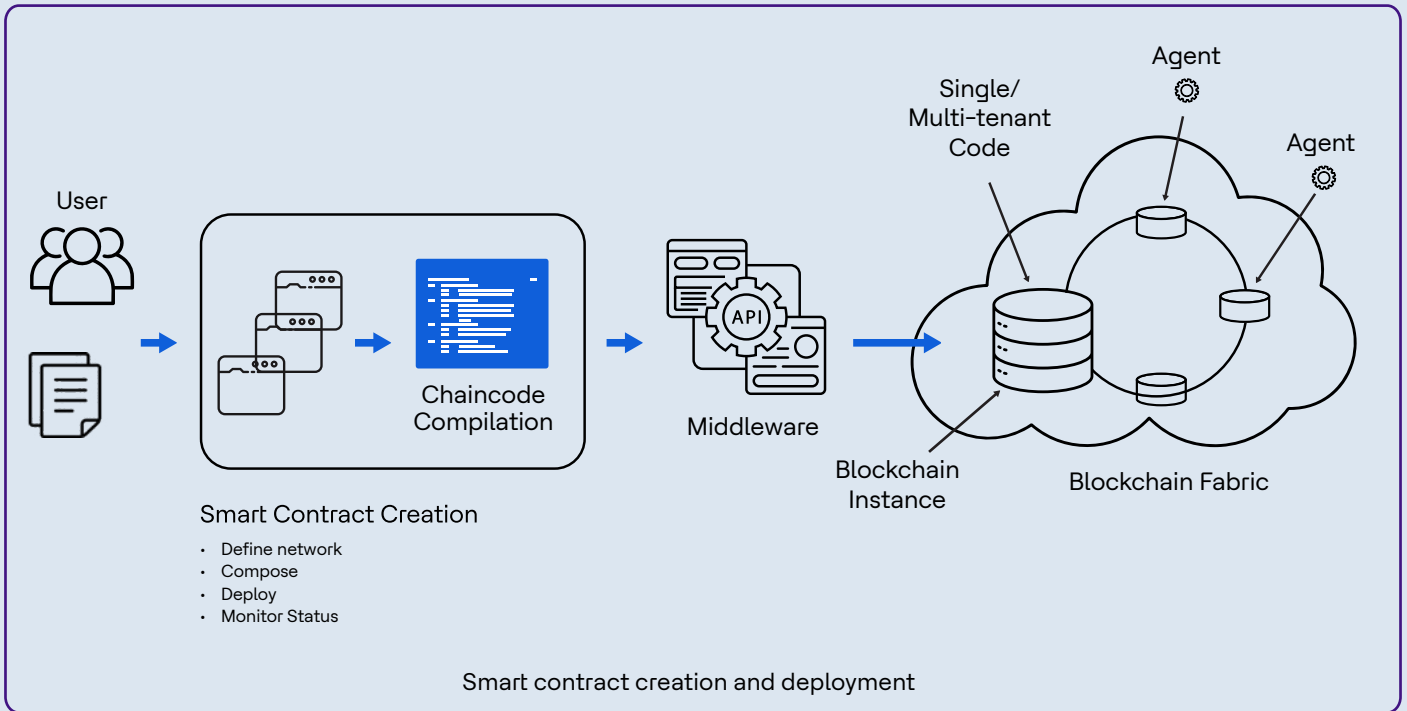 User
Chaincode
Compilation
Smart Contract Creation
• Define network
• Compose
• Deploy
• Monitor Status
API
Middleware
Single/
Multi-tenant
Code
Agent
Agent
Blockchain
Instance
Blockchain Fabric
Smart contract creation and deployment